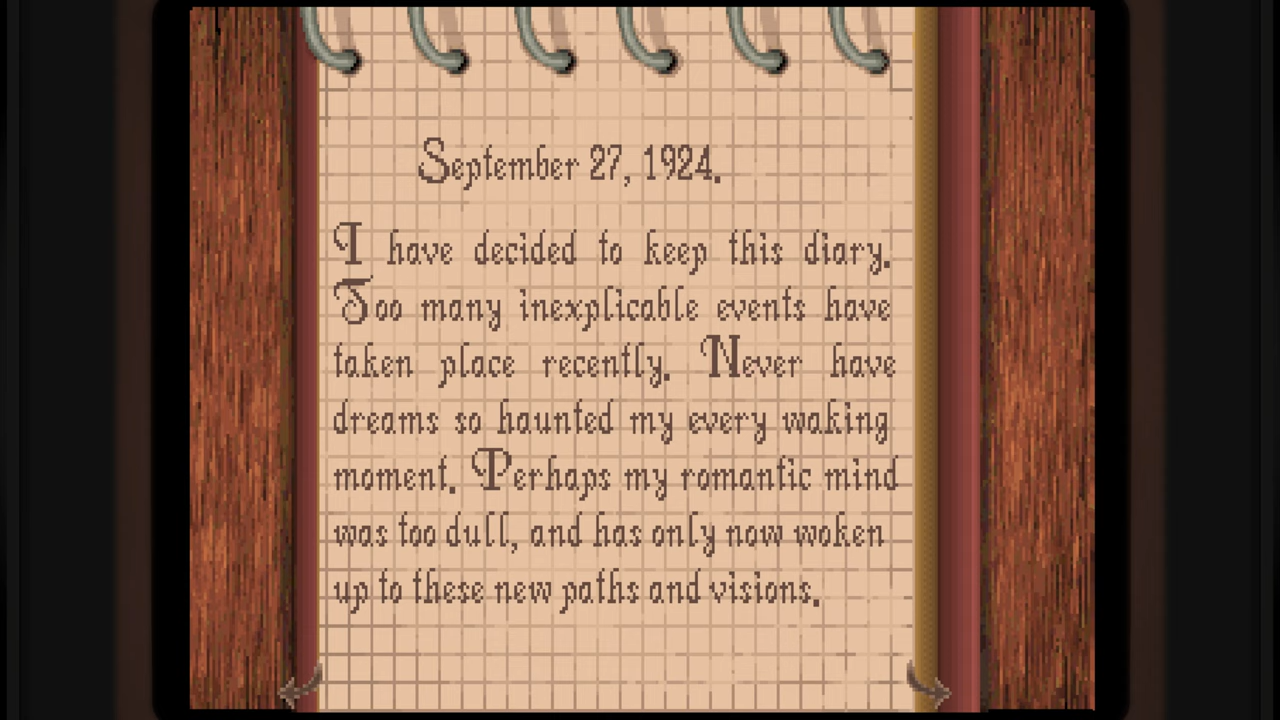 September 27, 1924.
I have decided to keep this diary.
Too many inexplicable events have
taken place recently. Never have
dreams so haunted my every waking
moment. Perhaps my romantic mind
was too dull, and has only now woken
up to these new paths and visions.